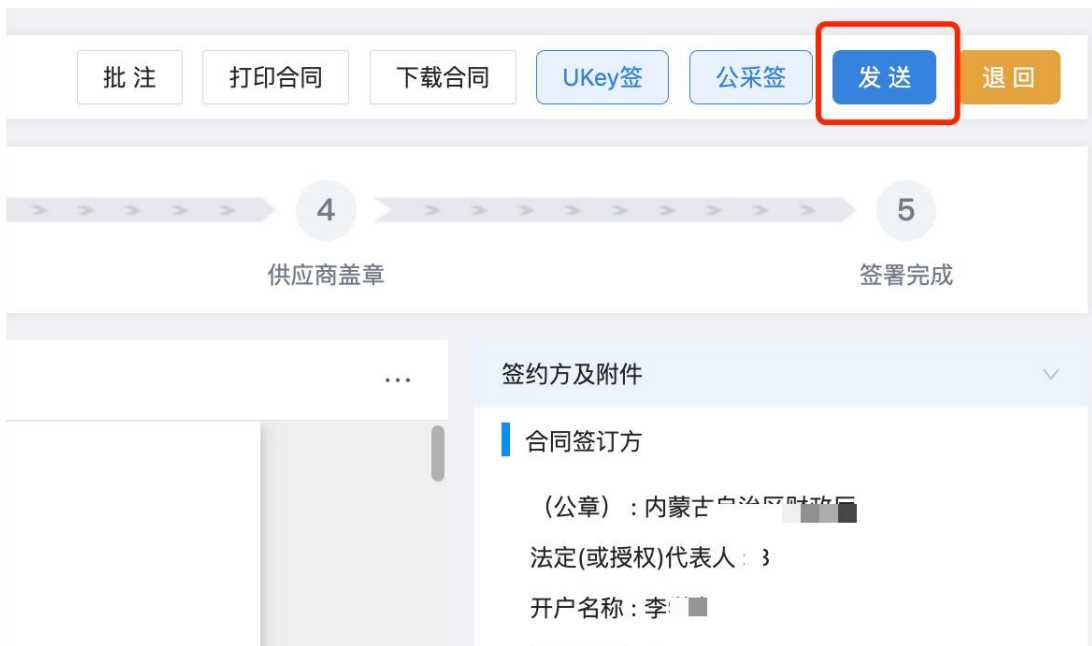 批 注 打印合同 下载合同 UKey签 公采签 发 送 退 回
4 5
供应商盖章 签署完成
... 签约方及附件
合同签订方
（公章）：内蒙古
法定(或授权)代表人：
开户名称：李